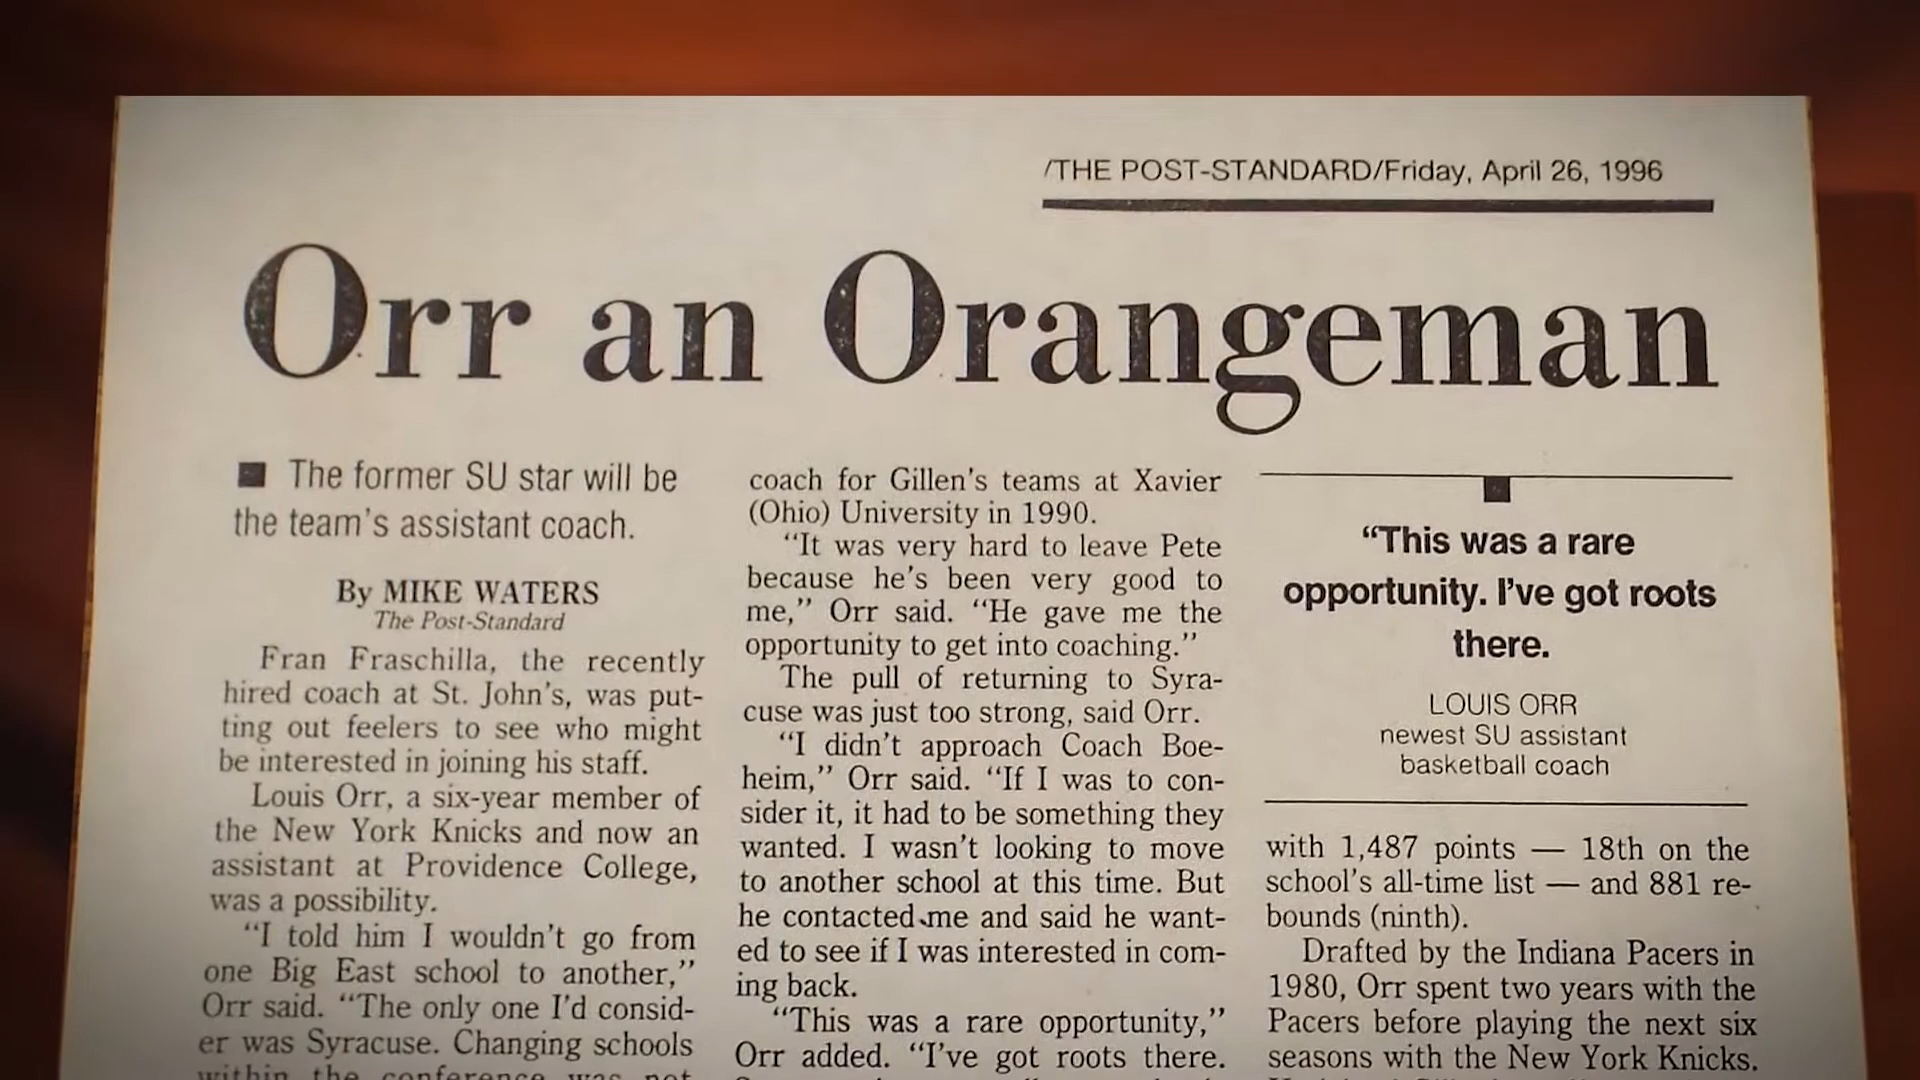 /THE POST-STANDARD/Friday, April 26, 1996
Orr an Orangeman
■ The former SU star will be
the team's assistant coach.
By MIKE WATERS
The Post-Standard
Fran Fraschilla, the recently
hired coach at St. John's, was put-
ting out feelers to see who might
be interested in joining his staff.
Louis Orr, a six-year member of
the New York Knicks and now an
assistant at Providence College,
was a possibility.
“I told him I wouldn't go from
one Big East school to another,”
Orr said. “The only one I'd consid-
er was Syracuse. Changing schools
within the conference was not
coach for Gillen's teams at Xavier
(Ohio) University in 1990.
“It was very hard to leave Pete
because he's been very good to
me,” Orr said. “He gave me the
opportunity to get into coaching.”
The pull of returning to Syra-
cuse was just too strong, said Orr.
“I didn't approach Coach Boe-
heim,” Orr said. “If I was to con-
sider it, it had to be something they
wanted. I wasn't looking to move
to another school at this time. But
he contacted me and said he want-
ed to see if I was interested in com-
ing back.
“This was a rare opportunity,”
Orr added. “I've got roots there.
“This was a rare
opportunity. I've got roots
there.
LOUIS ORR
newest SU assistant
basketball coach
with 1,487 points — 18th on the
school's all-time list — and 881 re-
bounds (ninth).
Drafted by the Indiana Pacers in
1980, Orr spent two years with the
Pacers before playing the next six
seasons with the New York Knicks.